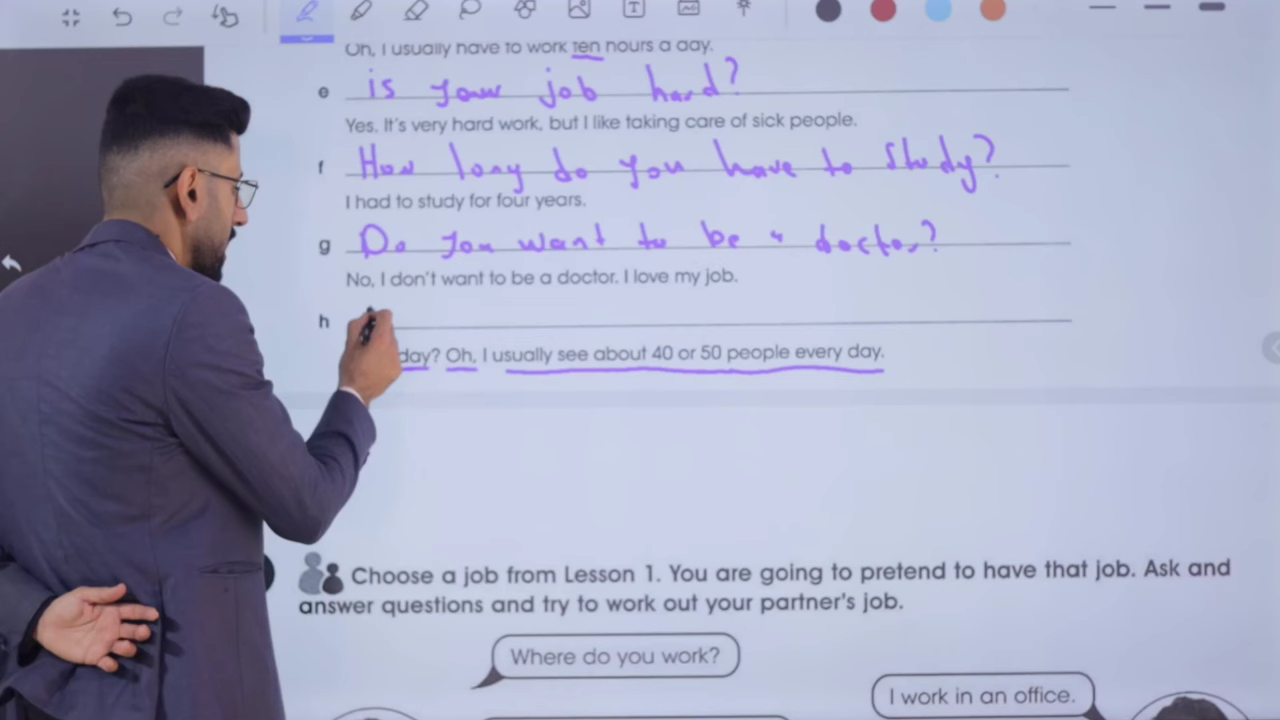 Oh, I usually have to work ten hours a day.
e is your job hard?
Yes. It's very hard work, but I like taking care of sick people.
f How long do you have to study?
I had to study for four years.
g Do you want to be a doctor?
No, I don't want to be a doctor. I love my job.
h
day? Oh, I usually see about 40 or 50 people every day.
Choose a job from Lesson 1. You are going to pretend to have that job. Ask and
answer questions and try to work out your partner's job.
Where do you work?
I work in an office.